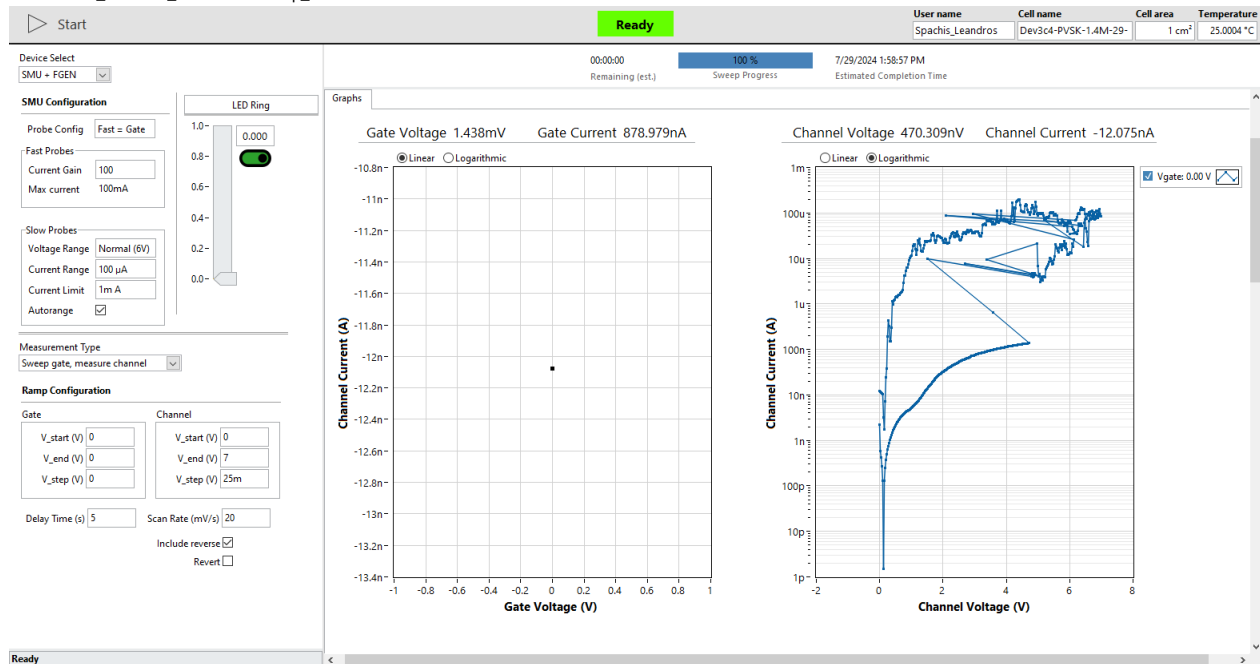 Start
Ready
User name
Cell name
Cell area
Temperature
Spachis_Leandros
Dev3c4-PVSK-1.4M-29-
1 cm²
25.0004 °C
Device Select
SMU + FGEN
00:00:00
100 %
7/29/2024 1:58:57 PM
Remaining (est.)
Sweep Progress
Estimated Completion Time
SMU Configuration
Probe Config Fast = Gate
Fast Probes
Current Gain 100
Max current 100mA
Slow Probes
Voltage Range Normal (6V)
Current Range 100 µA
Current Limit 1m A
Autorange
LED Ring
1.0
0.8
0.6
0.4
0.2
0.0
0.000
Measurement Type
Sweep gate, measure channel
Ramp Configuration
Gate
V_start (V) 0
V_end (V) 0
V_step (V) 0
Channel
V_start (V) 0
V_end (V) 7
V_step (V) 25m
Delay Time (s) 5
Scan Rate (mV/s) 20
Include reverse
Revert
Graphs
Gate Voltage 1.438mV Gate Current 878.979nA
Linear Logarithmic
Channel Current (A)
-10.8n
-11n
-11.2n
-11.4n
-11.6n
-11.8n
-12n
-12.2n
-12.4n
-12.6n
-12.8n
-13n
-13.2n
-13.4n
-1 -0.8 -0.6 -0.4 -0.2 0 0.2 0.4 0.6 0.8 1
Gate Voltage (V)
Channel Voltage 470.309nV Channel Current -12.075nA
Linear Logarithmic
Channel Current (A)
1m
100u
10u
1u
100n
10n
1n
100p
10p
1p
-2 0 2 4 6 8
Channel Voltage (V)
Vgate: 0.00 V
Ready